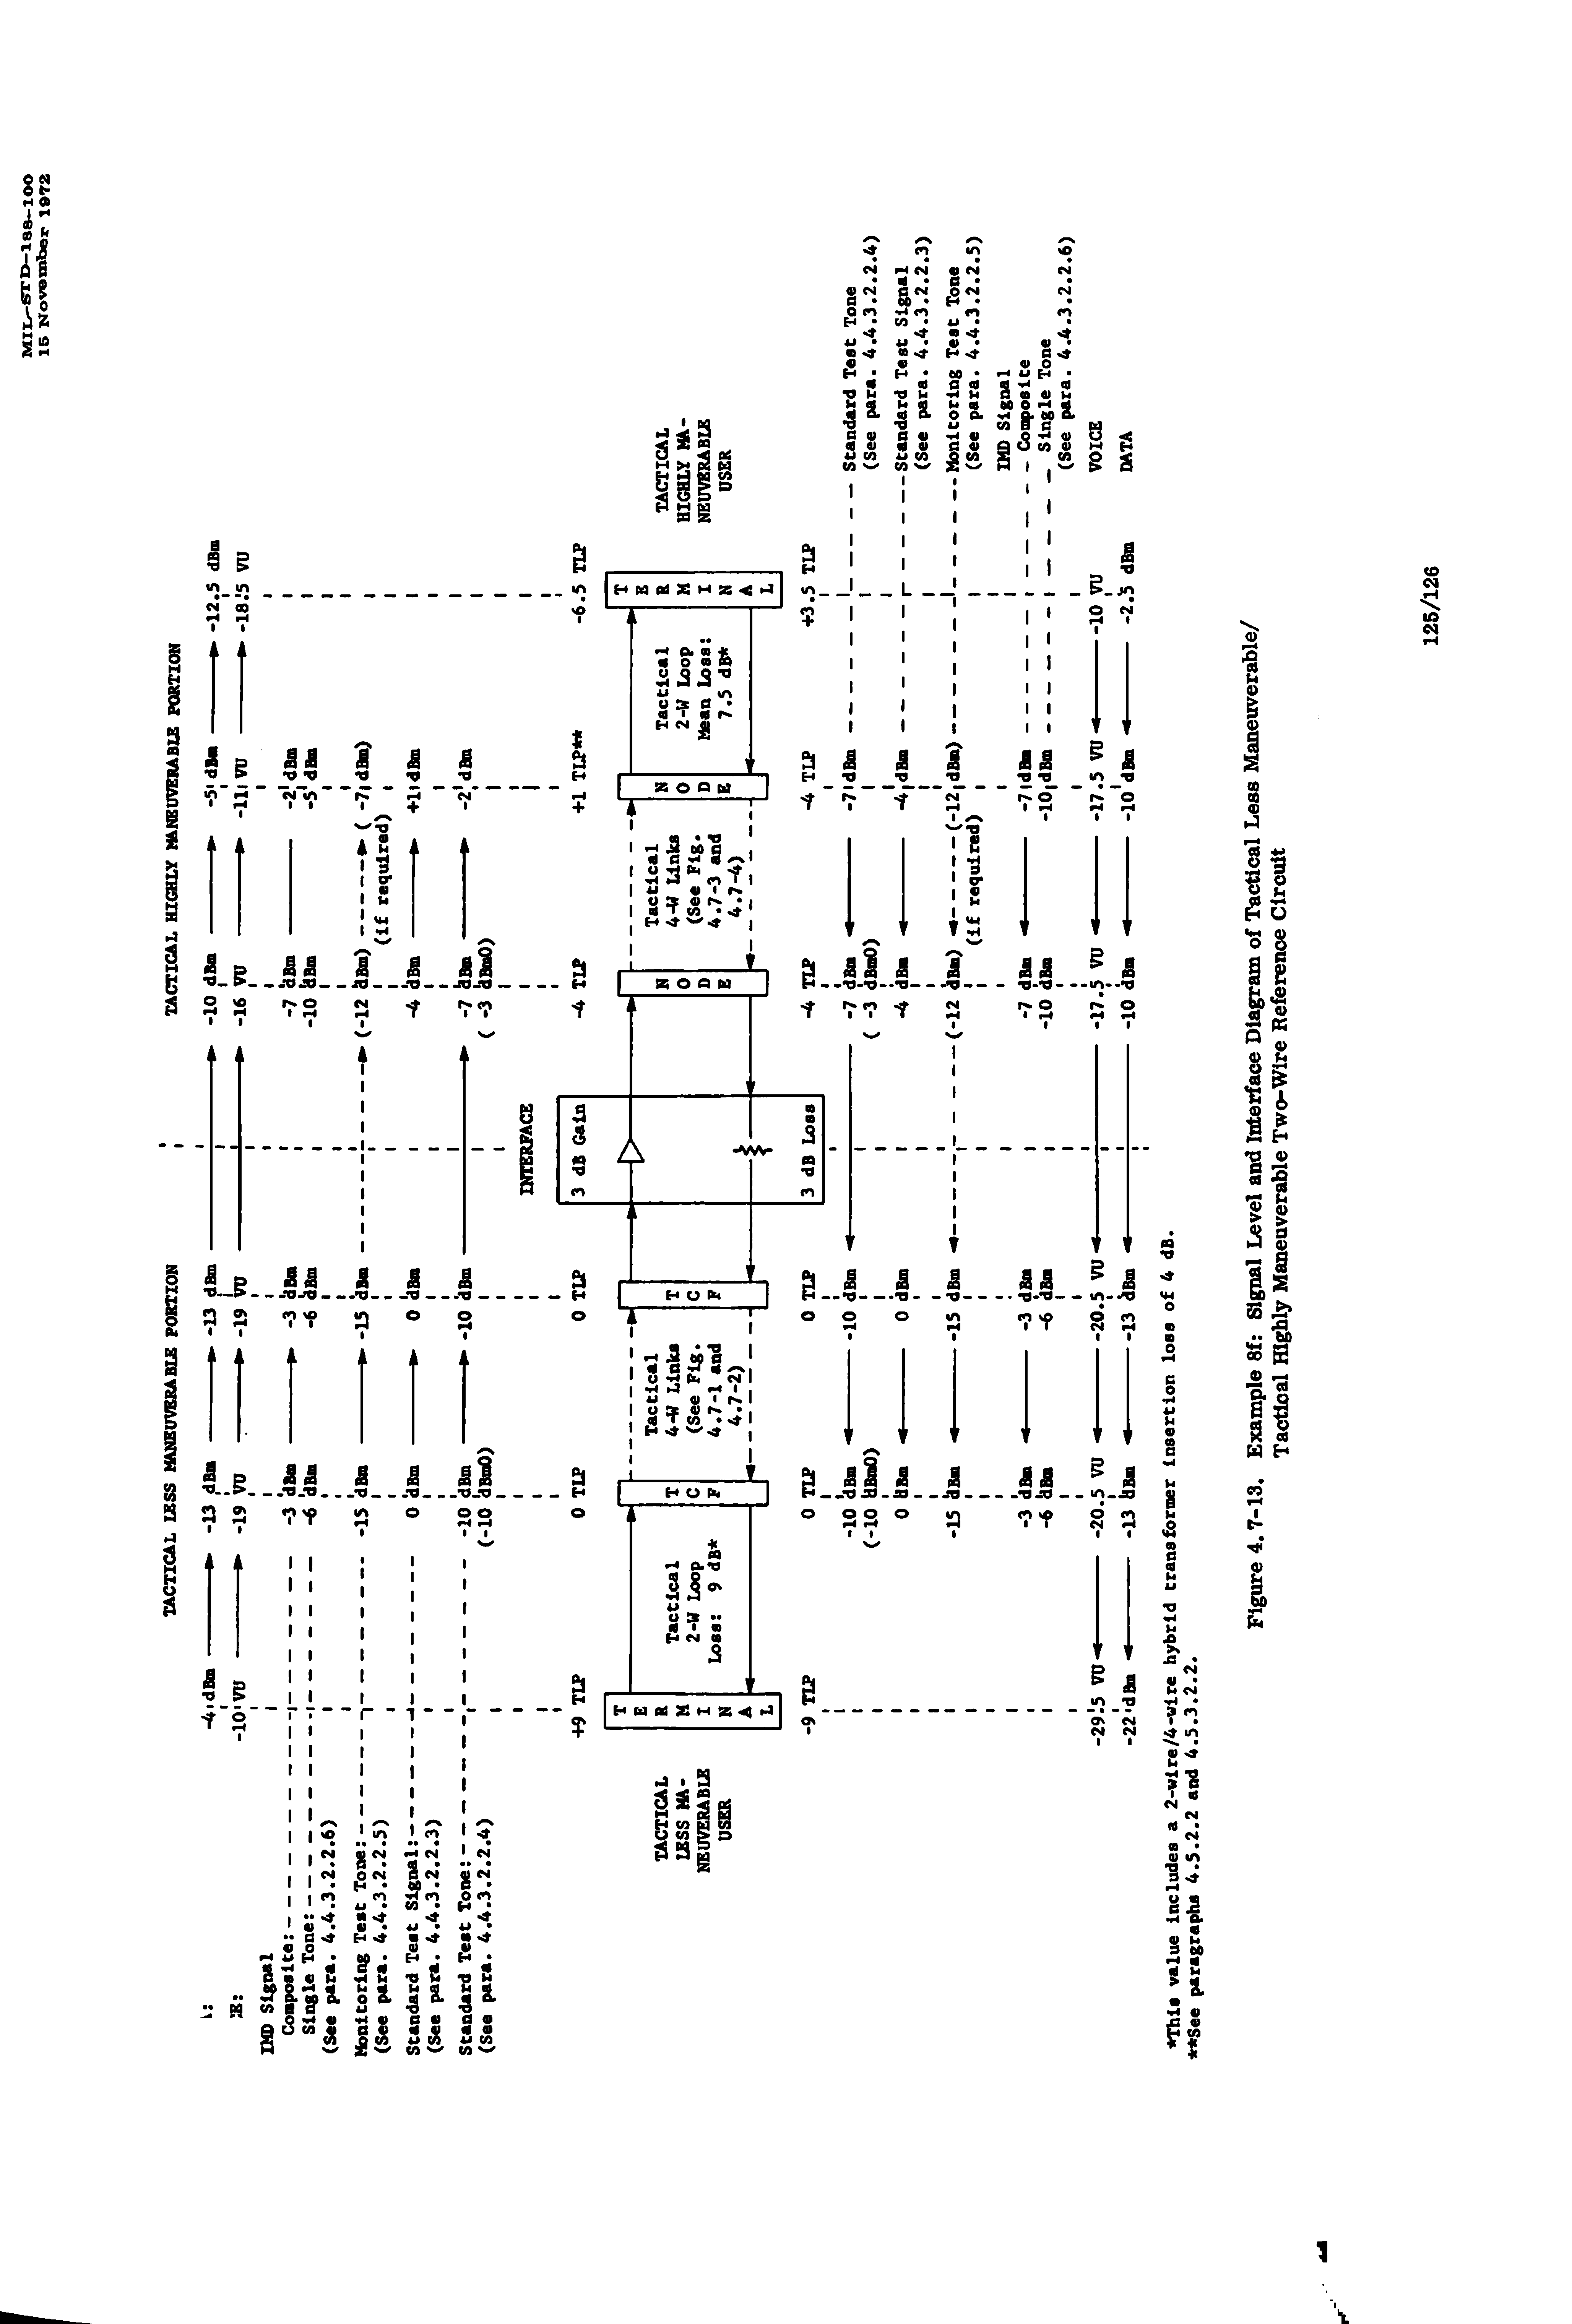 MIL-STD-188-100
15 November 1972
TACTICAL LESS MANEUVERABLE PORTION
TACTICAL HIGHLY MANEUVERABLE PORTION
-4 dBm -13 dBm -13 dBm -10 dBm -5 dBm -12.5 dBm
-10 VU -19 VU -19 VU -16 VU -11 VU -18.5 VU
IMD Signal
Composite: -3 dBm -3 dBm -7 dBm -2 dBm
Single Tone: -6 dBm -6 dBm -10 dBm -5 dBm
(See para. 4.4.3.2.2.6)
Monitoring Test Tone: -15 dBm -15 dBm (-12 dBm) ( -7 dBm)
(See para. 4.4.3.2.2.5) (if required)
Standard Test Signal: 0 dBm 0 dBm -4 dBm +1 dBm
(See para. 4.4.3.2.2.3)
Standard Test Tone: -10 dBm -10 dBm -7 dBm -2 dBm
(See para. 4.4.3.2.2.4) (-10 dBm0) ( -3 dBm0)
INTERFACE
+9 TLP 0 TLP 0 TLP -4 TLP +1 TLP** -6.5 TLP
3 dB Gain
TACTICAL
LESS MA-
NEUVERABLE
USER
TERMINAL
Tactical
2-W Loop
Loss: 9 dB*
TCF
Tactical
4-W Links
(See Fig.
4.7-1 and
4.7-2)
TCF
NODE
Tactical
4-W Links
(See Fig.
4.7-3 and
4.7-4)
NODE
Tactical
2-W Loop
Mean Loss:
7.5 dB*
TERMINAL
TACTICAL
HIGHLY MA-
NEUVERABLE
USER
3 dB Loss
-9 TLP 0 TLP 0 TLP -4 TLP -4 TLP +3.5 TLP
-10 dBm -10 dBm -7 dBm -7 dBm Standard Test Tone
(-10 dBm0) ( -3 dBm0) (See para. 4.4.3.2.2.4)
0 dBm 0 dBm -4 dBm -4 dBm Standard Test Signal
(See para. 4.4.3.2.2.3)
-15 dBm -15 dBm (-12 dBm) (-12 dBm) Monitoring Test Tone
(if required) (See para. 4.4.3.2.2.5)
IMD Signal
-3 dBm -3 dBm -7 dBm -7 dBm Composite
-6 dBm -6 dBm -10 dBm -10 dBm Single Tone
(See para. 4.4.3.2.2.6)
-29.5 VU -20.5 VU -20.5 VU -17.5 VU -17.5 VU -10 VU VOICE
-22 dBm -13 dBm -13 dBm -10 dBm -10 dBm -2.5 dBm DATA
*This value includes a 2-wire/4-wire hybrid transformer insertion loss of 4 dB.
**See paragraphs 4.5.2.2 and 4.5.3.2.2.
Figure 4.7-13. Example 8f: Signal Level and Interface Diagram of Tactical Less Maneuverable/
Tactical Highly Maneuverable Two-Wire Reference Circuit
125/126